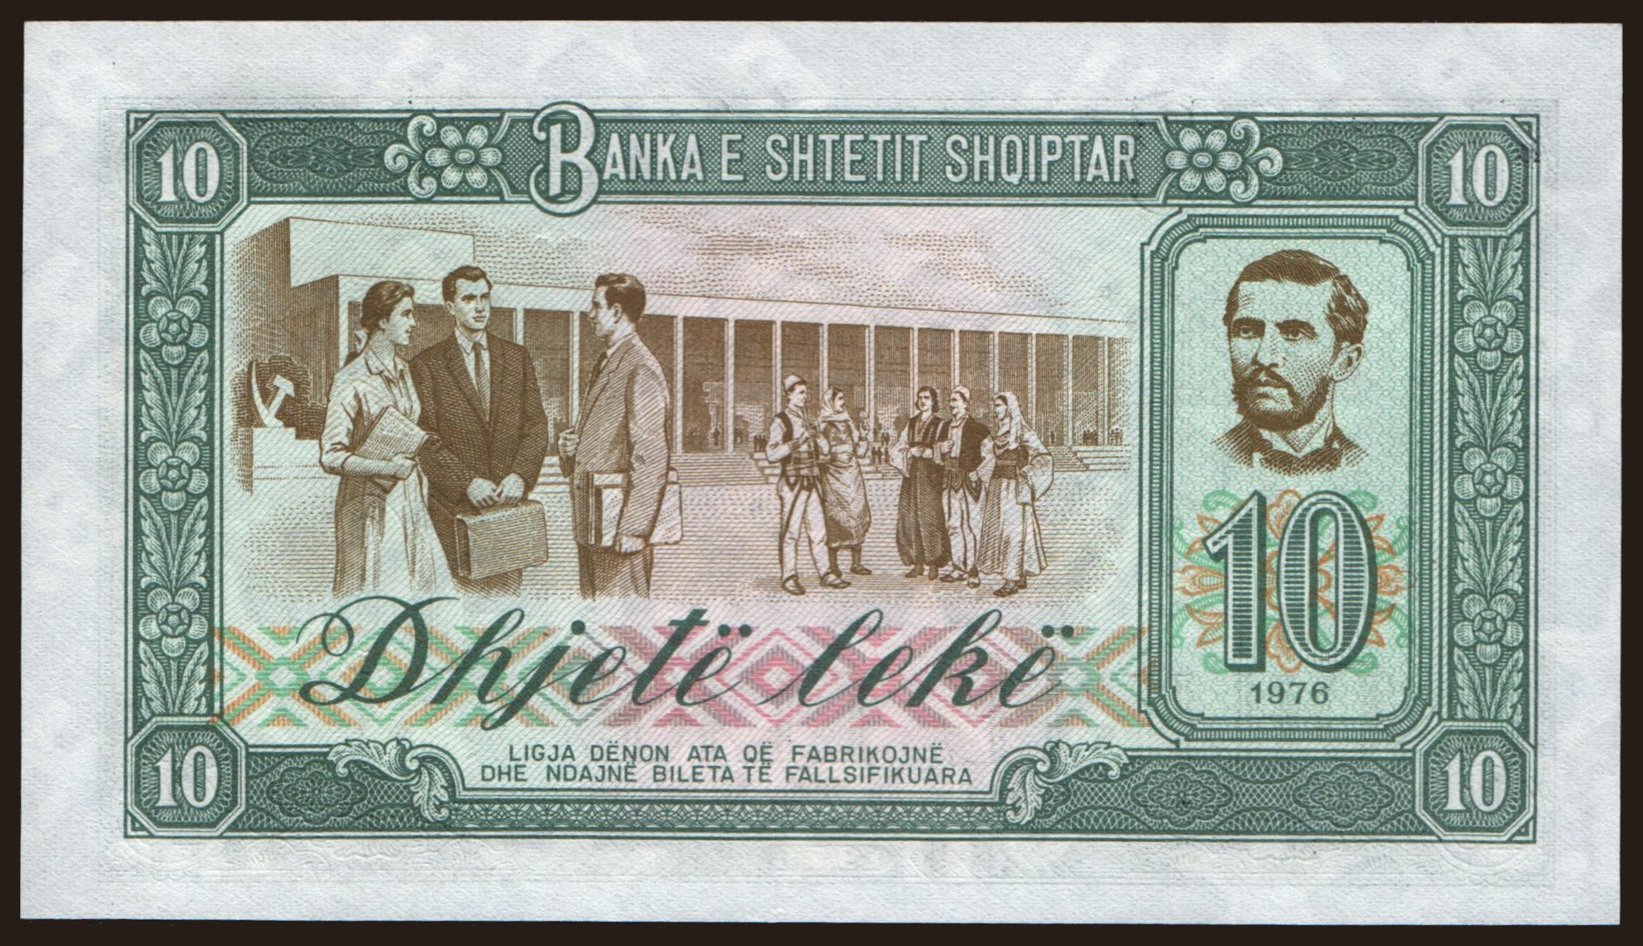 10
BANKA E SHTETIT SHQIPTAR
10
10
1976
Dhjetë lekë
LIGJA DËNON ATA QË FABRIKOJNË
DHE NDAJNË BILETA TË FALLSIFIKUARA
10
10